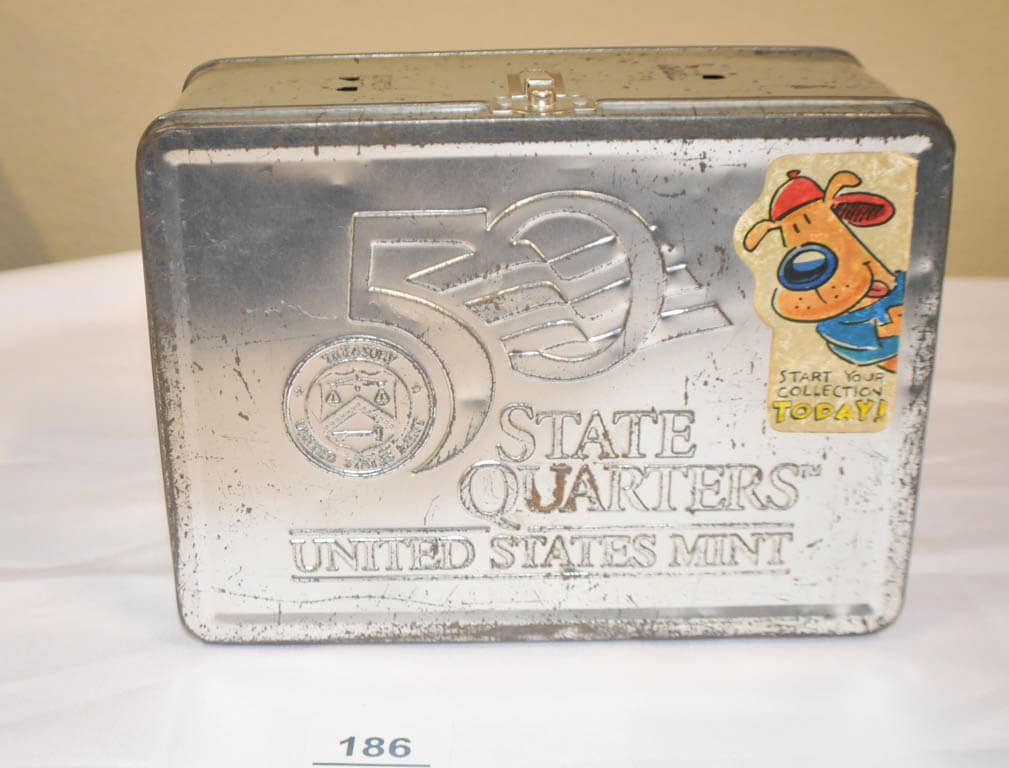 50
TREASURY
UNITED STATES MINT
STATE
QUARTERS™
UNITED STATES MINT
START YOUR
COLLECTION
TODAY!
186